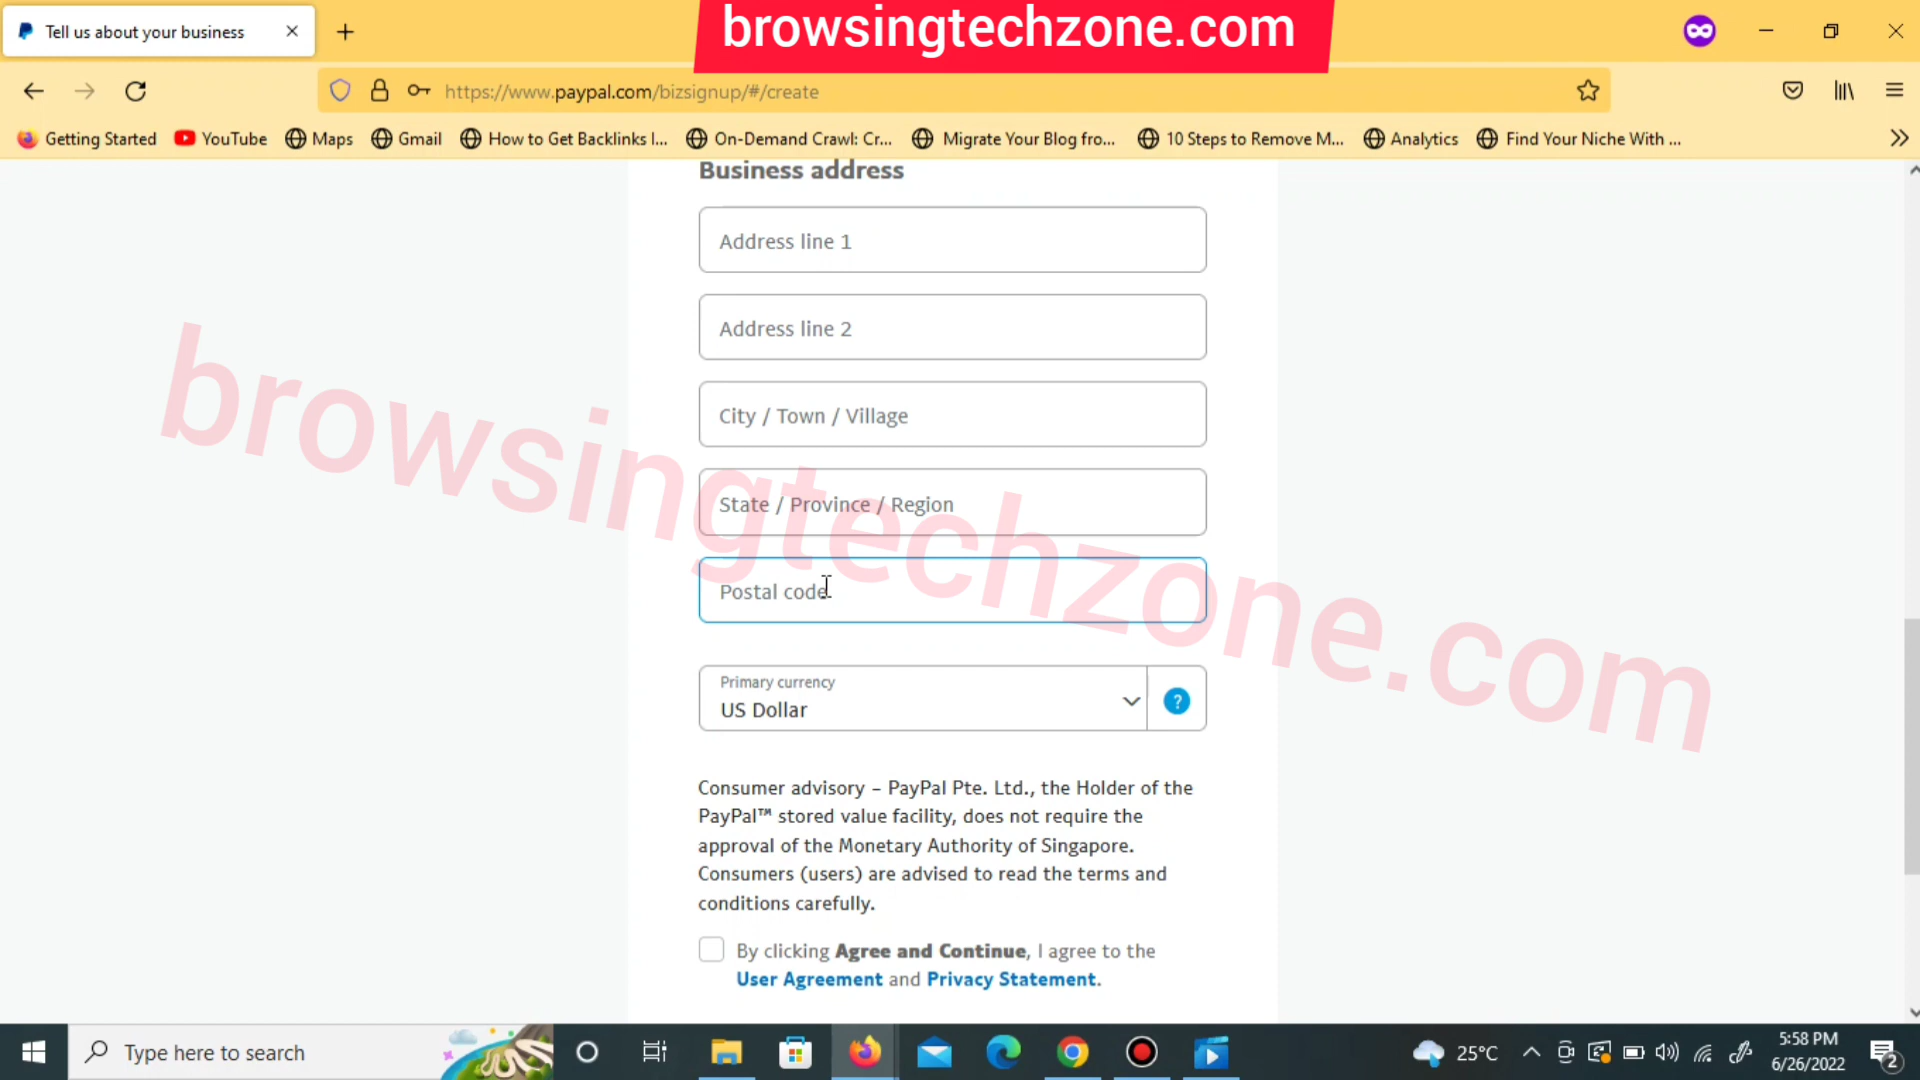 Tell us about your business
browsingtechzone.com
https://www.paypal.com/bizsignup/#/create
Getting Started
YouTube
Maps
Gmail
How to Get Backlinks I...
On-Demand Crawl: Cr...
Migrate Your Blog fro...
10 Steps to Remove M...
Analytics
Find Your Niche With ...
Business address
Address line 1
Address line 2
City / Town / Village
State / Province / Region
Postal code
browsingtechzone.com
Primary currency
US Dollar
?
Consumer advisory – PayPal Pte. Ltd., the Holder of the
PayPal™ stored value facility, does not require the
approval of the Monetary Authority of Singapore.
Consumers (users) are advised to read the terms and
conditions carefully.
By clicking Agree and Continue, I agree to the
User Agreement and Privacy Statement.
Type here to search
25°C
5:58 PM
6/26/2022
2